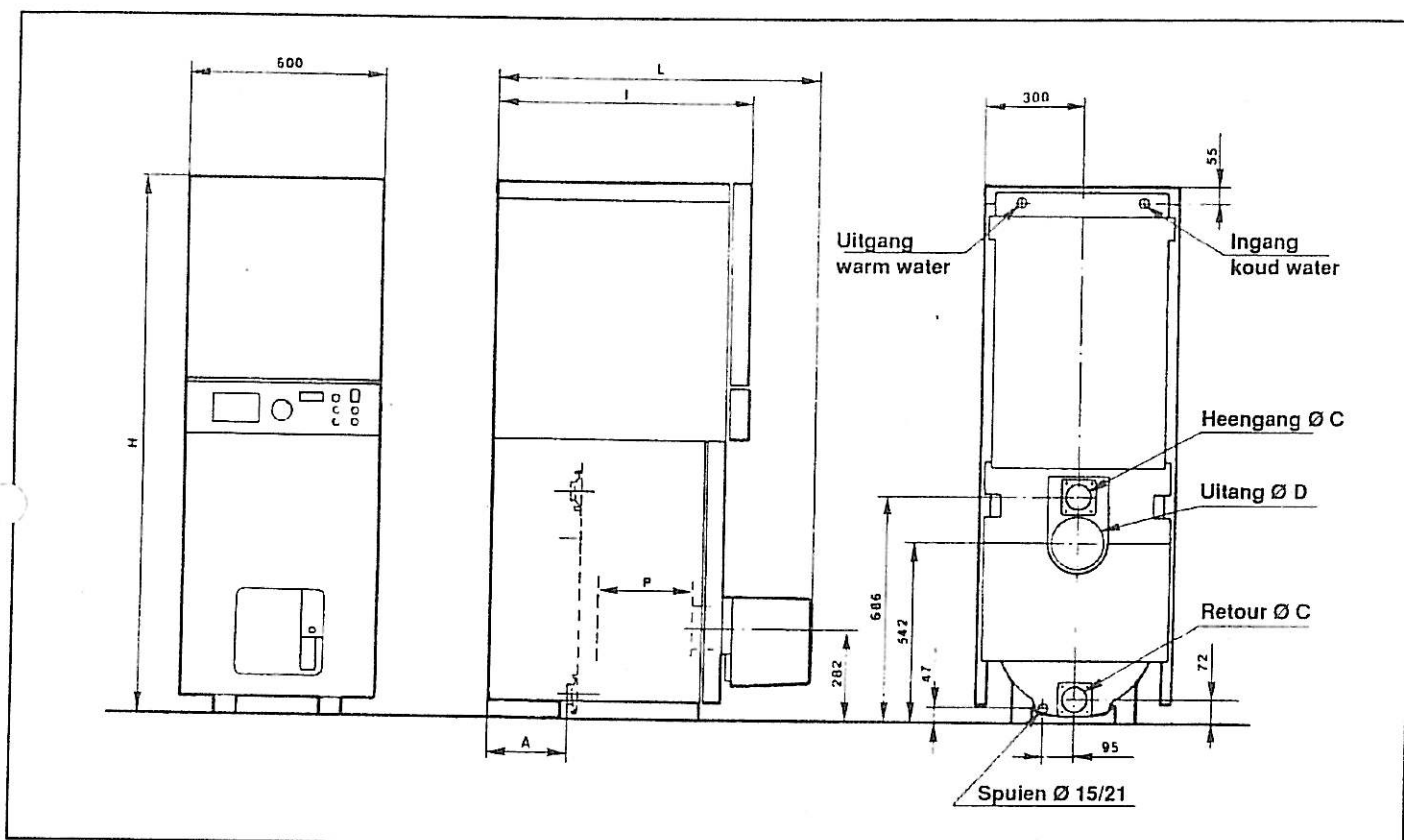 600
L
I
300
55
Uitgang
warm water
Ingang
koud water
H
Heengang Ø C
Uitang Ø D
P
686
542
Retour Ø C
282
47
72
A
95
Spuien Ø 15/21